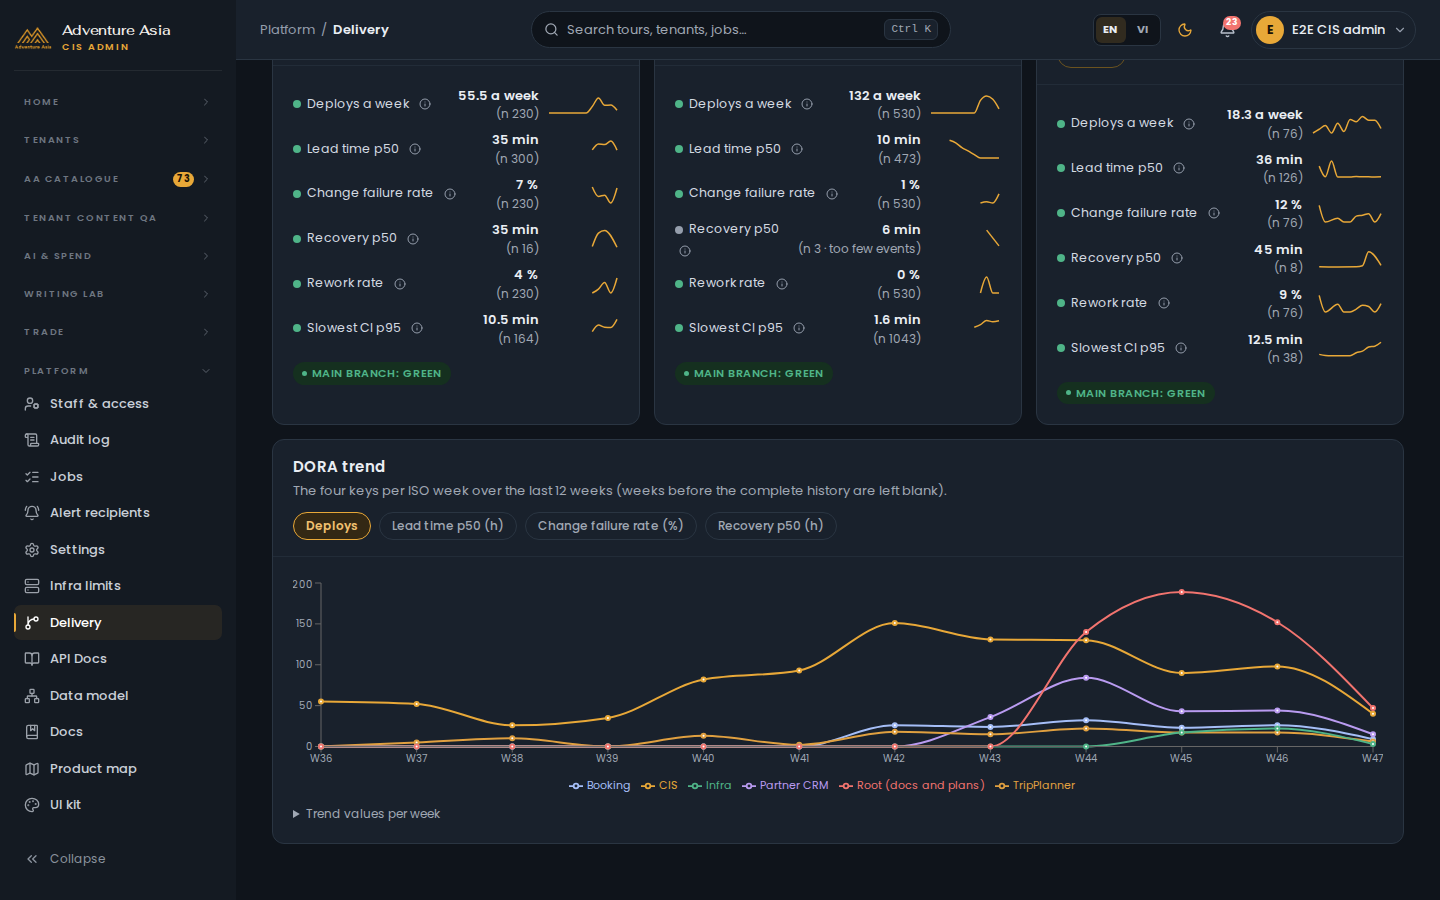 Adventure Asia
Adventure Asia
CIS ADMIN
HOME
TENANTS
AA CATALOGUE 73
TENANT CONTENT QA
AI & SPEND
WRITING LAB
TRADE
PLATFORM
Staff & access
Audit log
Jobs
Alert recipients
Settings
Infra limits
Delivery
API Docs
Data model
Docs
Product map
UI kit
Collapse
Platform / Delivery
Search tours, tenants, jobs... Ctrl K
EN VI
23
E E2E CIS admin
Deploys a week 55.5 a week
(n 230)
Lead time p50 35 min
(n 300)
Change failure rate 7 %
(n 230)
Recovery p50 35 min
(n 16)
Rework rate 4 %
(n 230)
Slowest CI p95 10.5 min
(n 164)
MAIN BRANCH: GREEN
Deploys a week 132 a week
(n 530)
Lead time p50 10 min
(n 473)
Change failure rate 1 %
(n 530)
Recovery p50 6 min
(n 3 · too few events)
Rework rate 0 %
(n 530)
Slowest CI p95 1.6 min
(n 1043)
MAIN BRANCH: GREEN
Deploys a week 18.3 a week
(n 76)
Lead time p50 36 min
(n 126)
Change failure rate 12 %
(n 76)
Recovery p50 45 min
(n 8)
Rework rate 9 %
(n 76)
Slowest CI p95 12.5 min
(n 38)
MAIN BRANCH: GREEN
DORA trend
The four keys per ISO week over the last 12 weeks (weeks before the complete history are left blank).
Deploys Lead time p50 (h) Change failure rate (%) Recovery p50 (h)
200
150
100
50
0
W36 W37 W38 W39 W40 W41 W42 W43 W44 W45 W46 W47
Booking CIS Infra Partner CRM Root (docs and plans) TripPlanner
Trend values per week